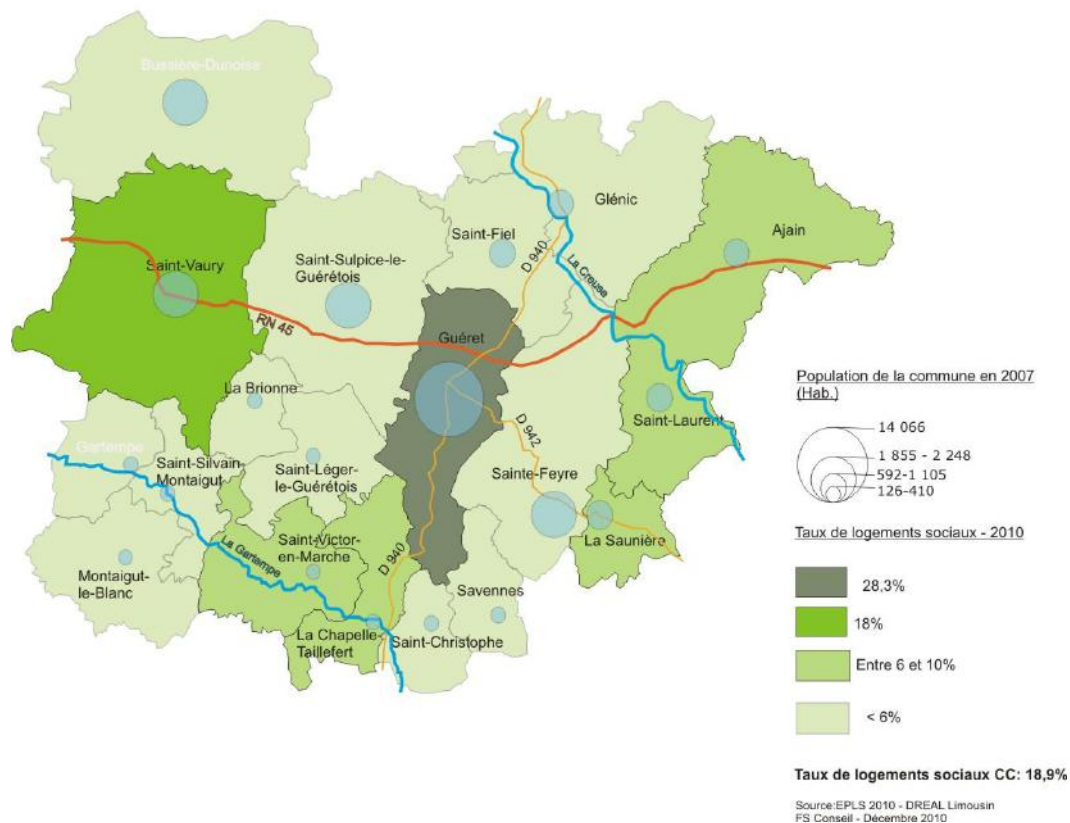 Bussière-Dunoise
Glénic
Saint-Fiel
D 940
Ajain
Saint-Vaury
Saint-Sulpice-le-
Guérétois
La Creuse
RN 45
Guéret
La Brionne
D 942
Saint-Laurent
Gartempe
Saint-Silvain-
Montaigut
Saint-Léger-
le-Guérétois
Sainte-Feyre
La Gartempe
Saint-Victor-
en-Marche
D 940
La Saunière
Montaigut-
le-Blanc
Savennes
La Chapelle-
Taillefert
Saint-Christophe
Population de la commune en 2007
(Hab.)
14 066
1 855 - 2 248
592-1 105
126-410
Taux de logements sociaux - 2010
28,3%
18%
Entre 6 et 10%
< 6%
Taux de logements sociaux CC: 18,9%
Source:EPLS 2010 - DREAL Limousin
FS Conseil - Décembre 2010